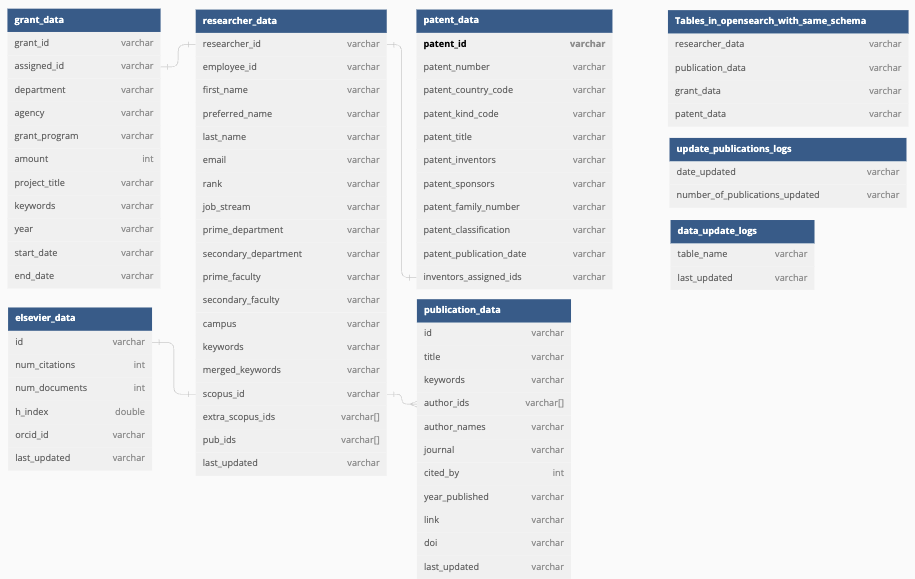 grant_data
grant_id varchar
assigned_id varchar
department varchar
agency varchar
grant_program varchar
amount int
project_title varchar
keywords varchar
year varchar
start_date varchar
end_date varchar
elsevier_data
id varchar
num_citations int
num_documents int
h_index double
orcid_id varchar
last_updated varchar
researcher_data
researcher_id varchar
employee_id varchar
first_name varchar
preferred_name varchar
last_name varchar
email varchar
rank varchar
job_stream varchar
prime_department varchar
secondary_department varchar
prime_faculty varchar
secondary_faculty varchar
campus varchar
keywords varchar
merged_keywords varchar
scopus_id varchar
extra_scopus_ids varchar[]
pub_ids varchar[]
last_updated varchar
patent_data
patent_id varchar
patent_number varchar
patent_country_code varchar
patent_kind_code varchar
patent_title varchar
patent_inventors varchar
patent_sponsors varchar
patent_family_number varchar
patent_classification varchar
patent_publication_date varchar
inventors_assigned_ids varchar
publication_data
id varchar
title varchar
keywords varchar
author_ids varchar[]
author_names varchar
journal varchar
cited_by int
year_published varchar
link varchar
doi varchar
last_updated varchar
Tables_in_opensearch_with_same_schema
researcher_data varchar
publication_data varchar
grant_data varchar
patent_data varchar
update_publications_logs
date_updated varchar
number_of_publications_updated varchar
data_update_logs
table_name varchar
last_updated varchar